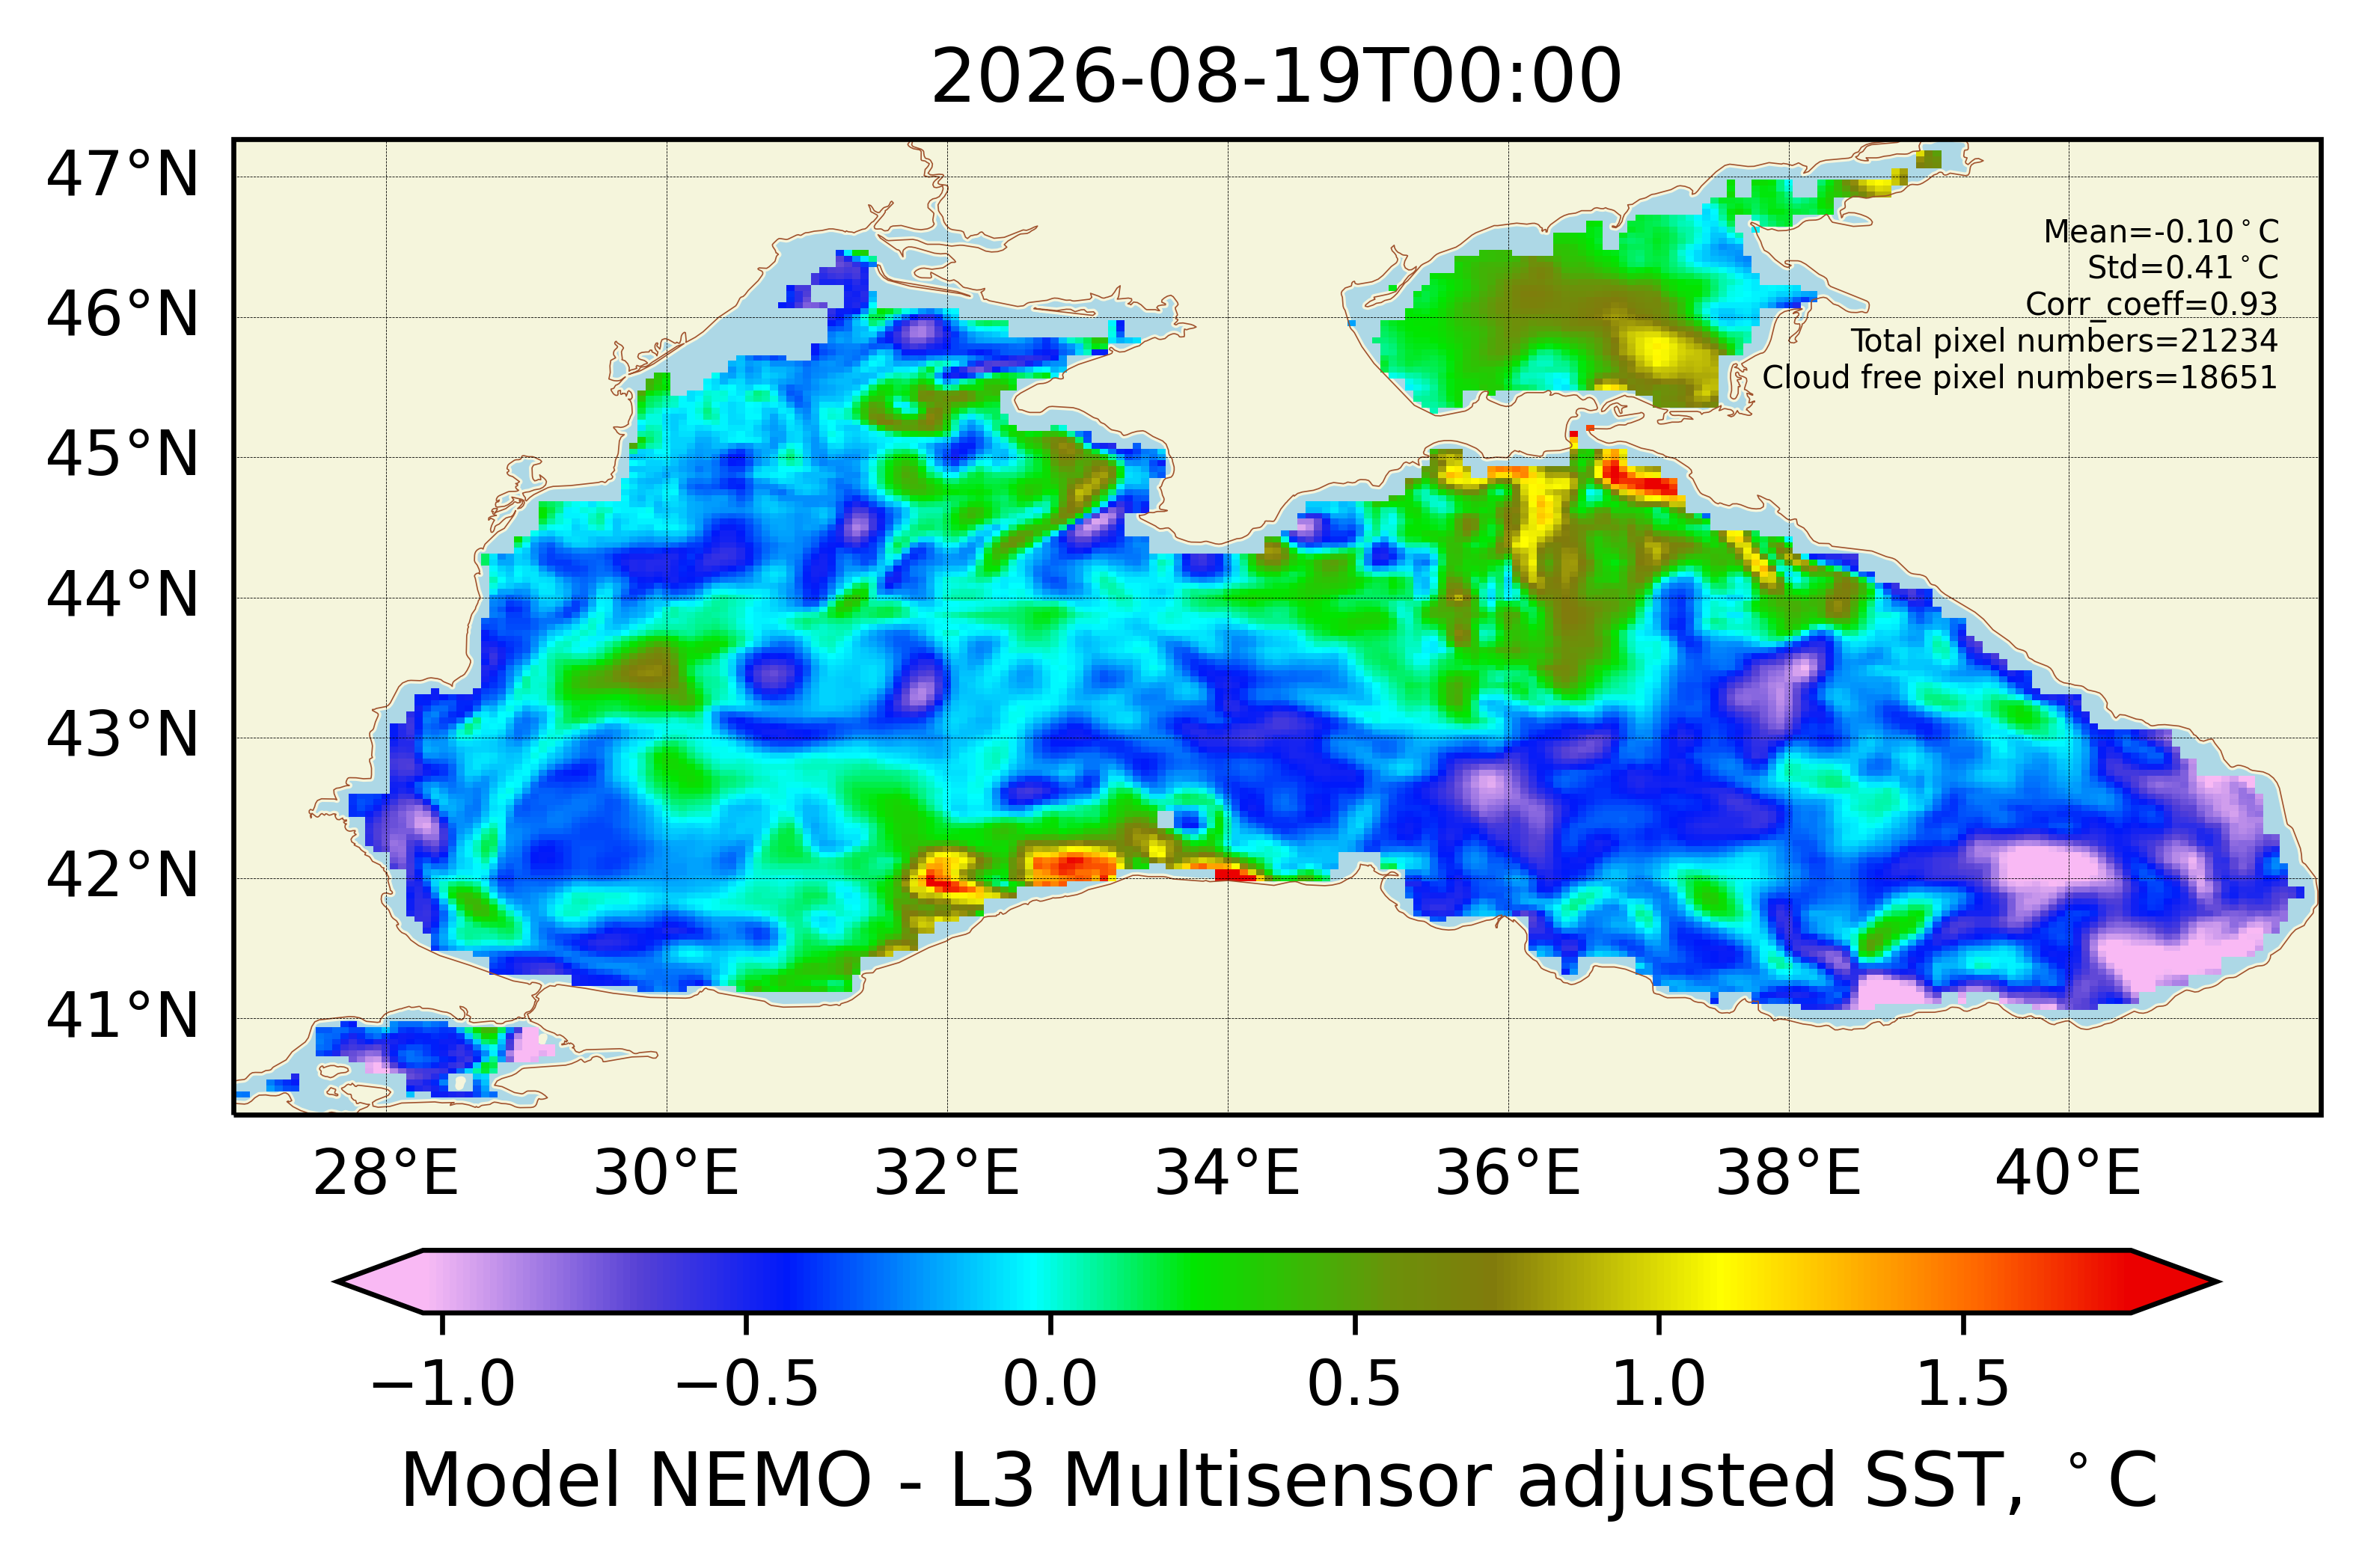 2026-08-19T00:00
47°N
46°N
45°N
44°N
43°N
42°N
41°N
Mean=-0.10°C
Std=0.41°C
Corr_coeff=0.93
Total pixel numbers=21234
Cloud free pixel numbers=18651
28°E 30°E 32°E 34°E 36°E 38°E 40°E
−1.0 −0.5 0.0 0.5 1.0 1.5
Model NEMO - L3 Multisensor adjusted SST, °C